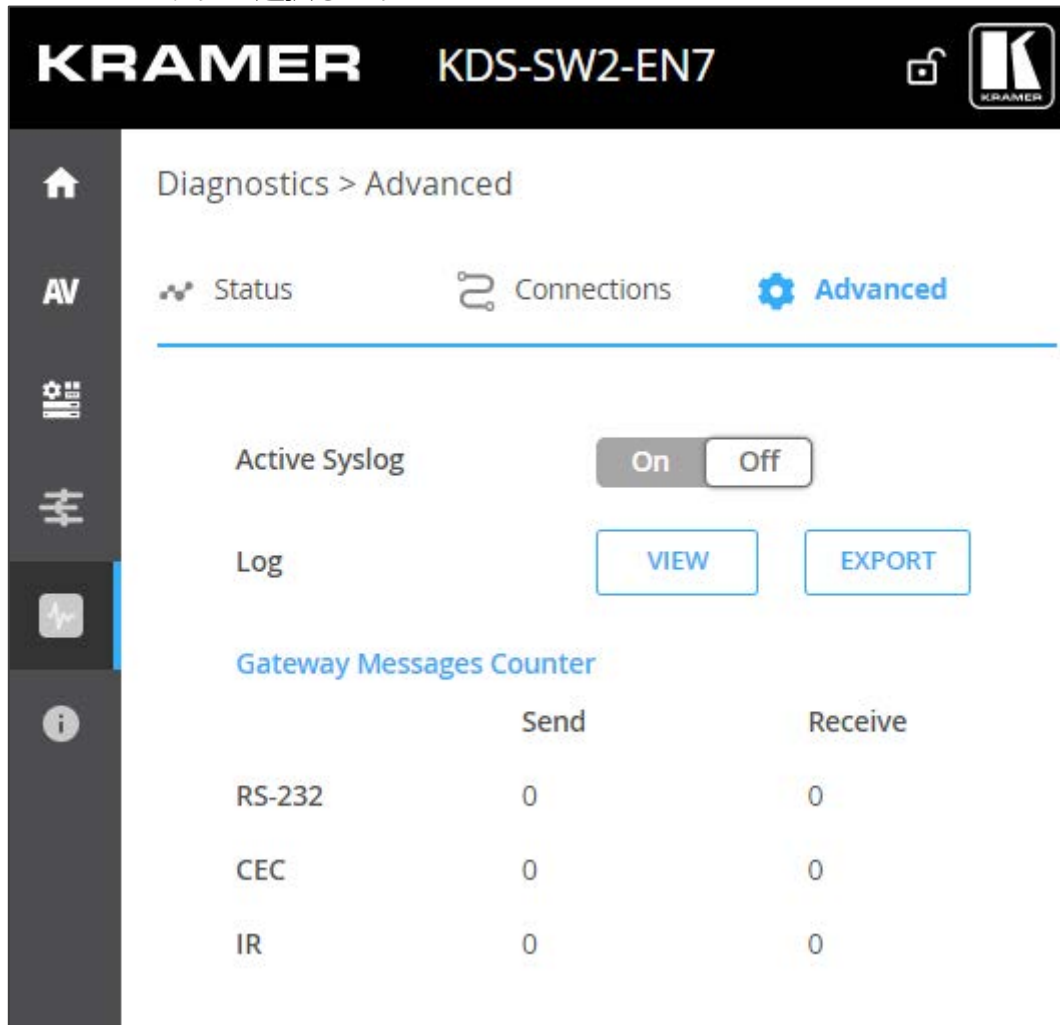 KRAMER KDS-SW2-EN7 KRAMER
Diagnostics > Advanced
AV Status Connections Advanced
Active Syslog On Off
Log VIEW EXPORT
Gateway Messages Counter
Send Receive
RS-232 0 0
CEC 0 0
IR 0 0